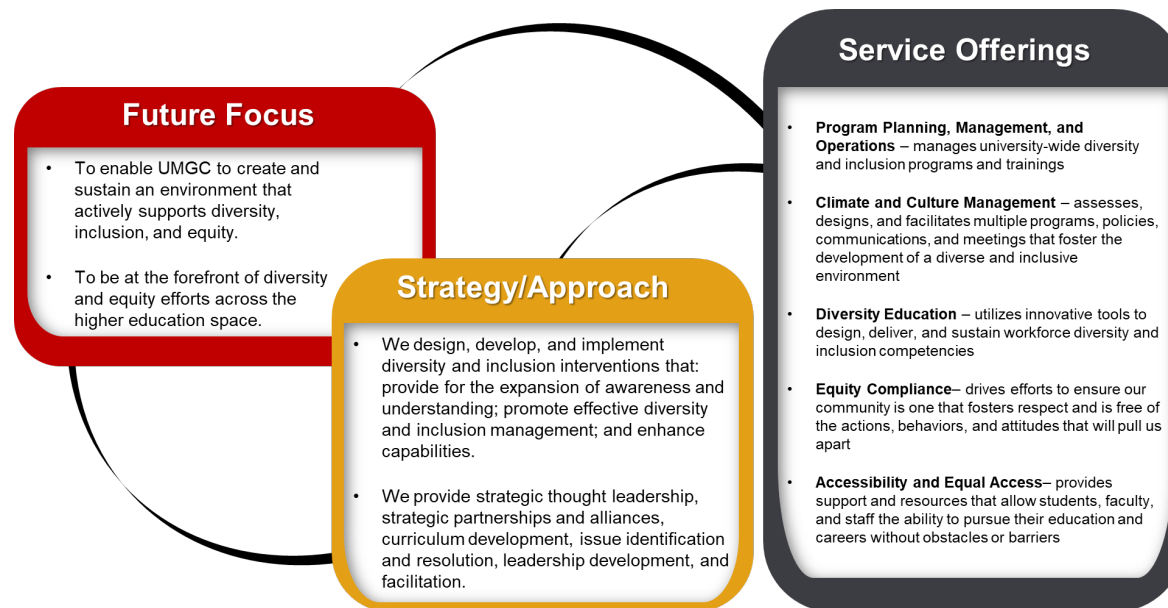 Future Focus
• To enable UMGC to create and
sustain an environment that
actively supports diversity,
inclusion, and equity.
• To be at the forefront of diversity
and equity efforts across the
higher education space.
Strategy/Approach
• We design, develop, and implement
diversity and inclusion interventions that:
provide for the expansion of awareness and
understanding; promote effective diversity
and inclusion management; and enhance
capabilities.
• We provide strategic thought leadership,
strategic partnerships and alliances,
curriculum development, issue identification
and resolution, leadership development, and
facilitation.
Service Offerings
• Program Planning, Management, and
Operations – manages university-wide diversity
and inclusion programs and trainings
• Climate and Culture Management – assesses,
designs, and facilitates multiple programs, policies,
communications, and meetings that foster the
development of a diverse and inclusive
environment
• Diversity Education – utilizes innovative tools to
design, deliver, and sustain workforce diversity and
inclusion competencies
• Equity Compliance– drives efforts to ensure our
community is one that fosters respect and is free of
the actions, behaviors, and attitudes that will pull us
apart
• Accessibility and Equal Access– provides
support and resources that allow students, faculty,
and staff the ability to pursue their education and
careers without obstacles or barriers